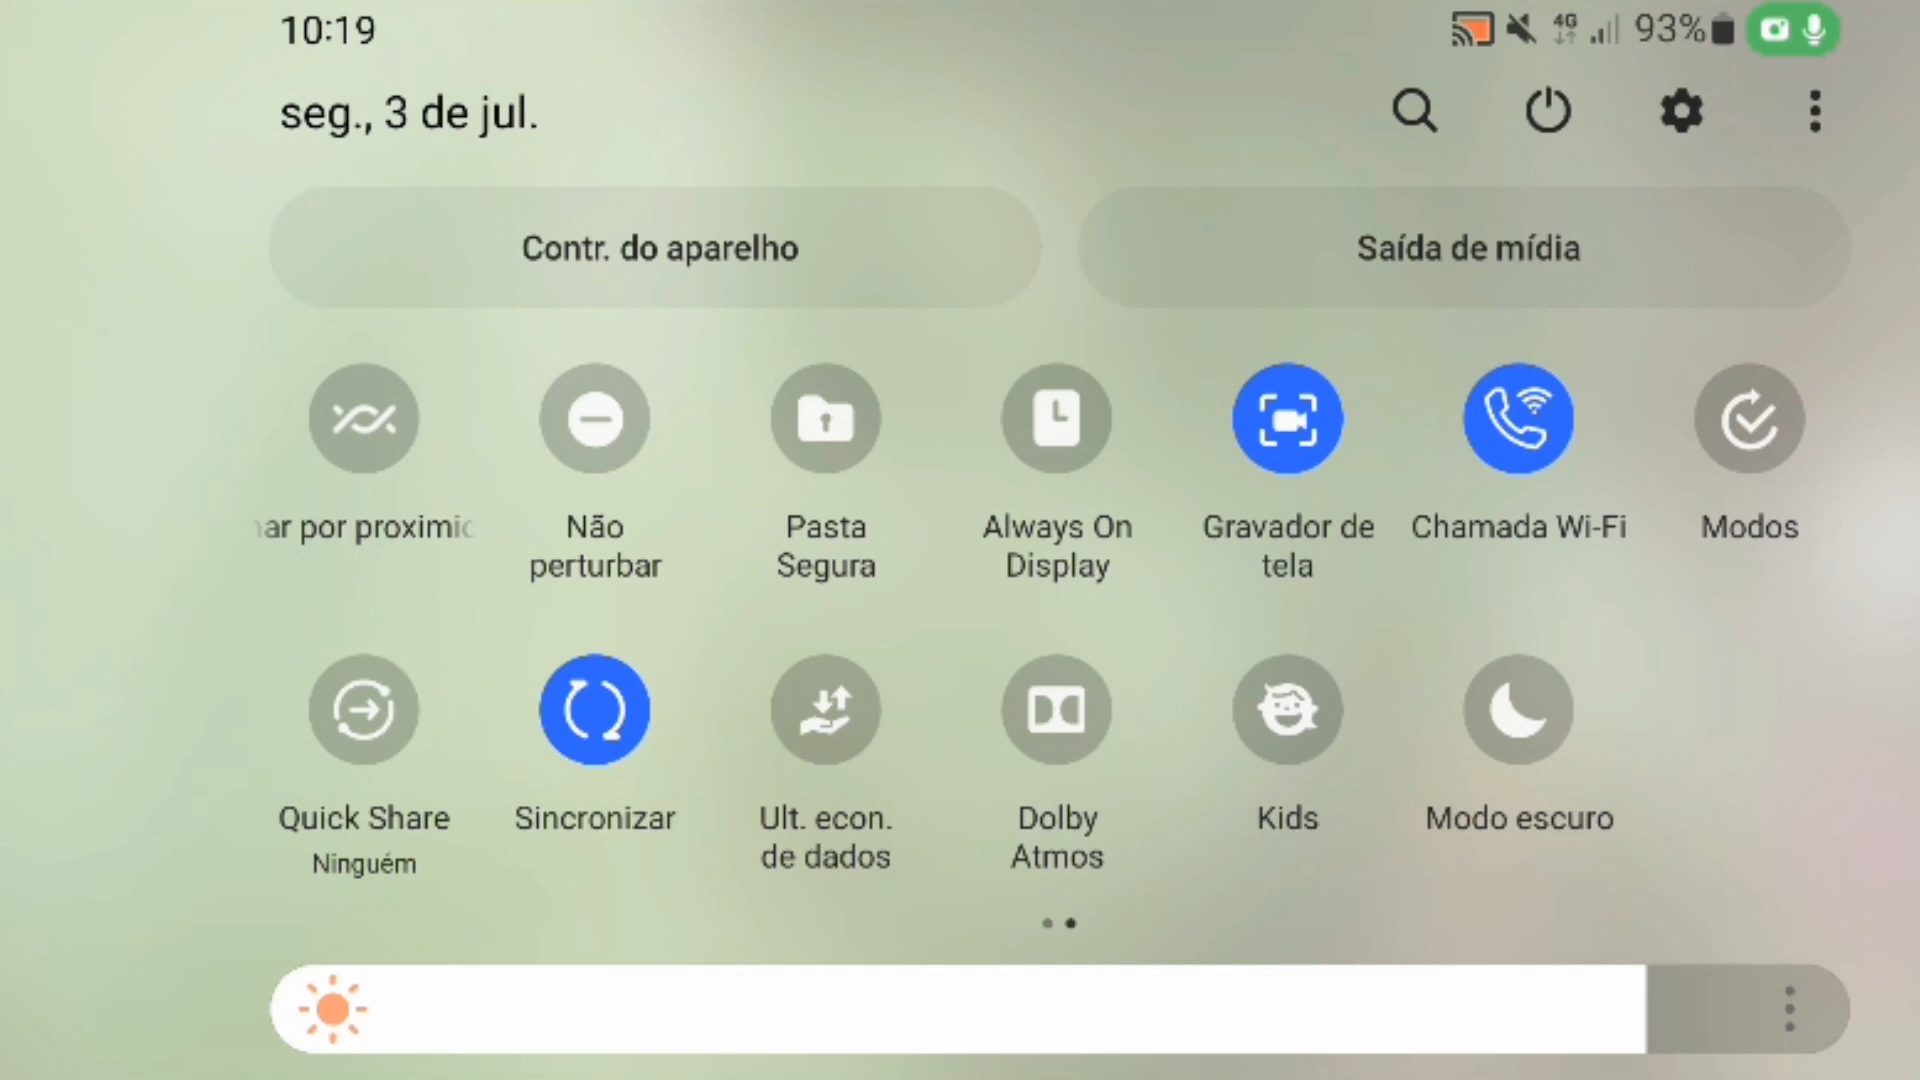 10:19
4G
93%
seg., 3 de jul.
Contr. do aparelho
Saída de mídia
por
Não
perturbar
Pasta
Segura
Always On
Display
Gravador de
tela
Chamada Wi-Fi
Modos
Quick Share
Ninguém
Sincronizar
Ult. econ.
de dados
Dolby
Atmos
Kids
Modo escuro